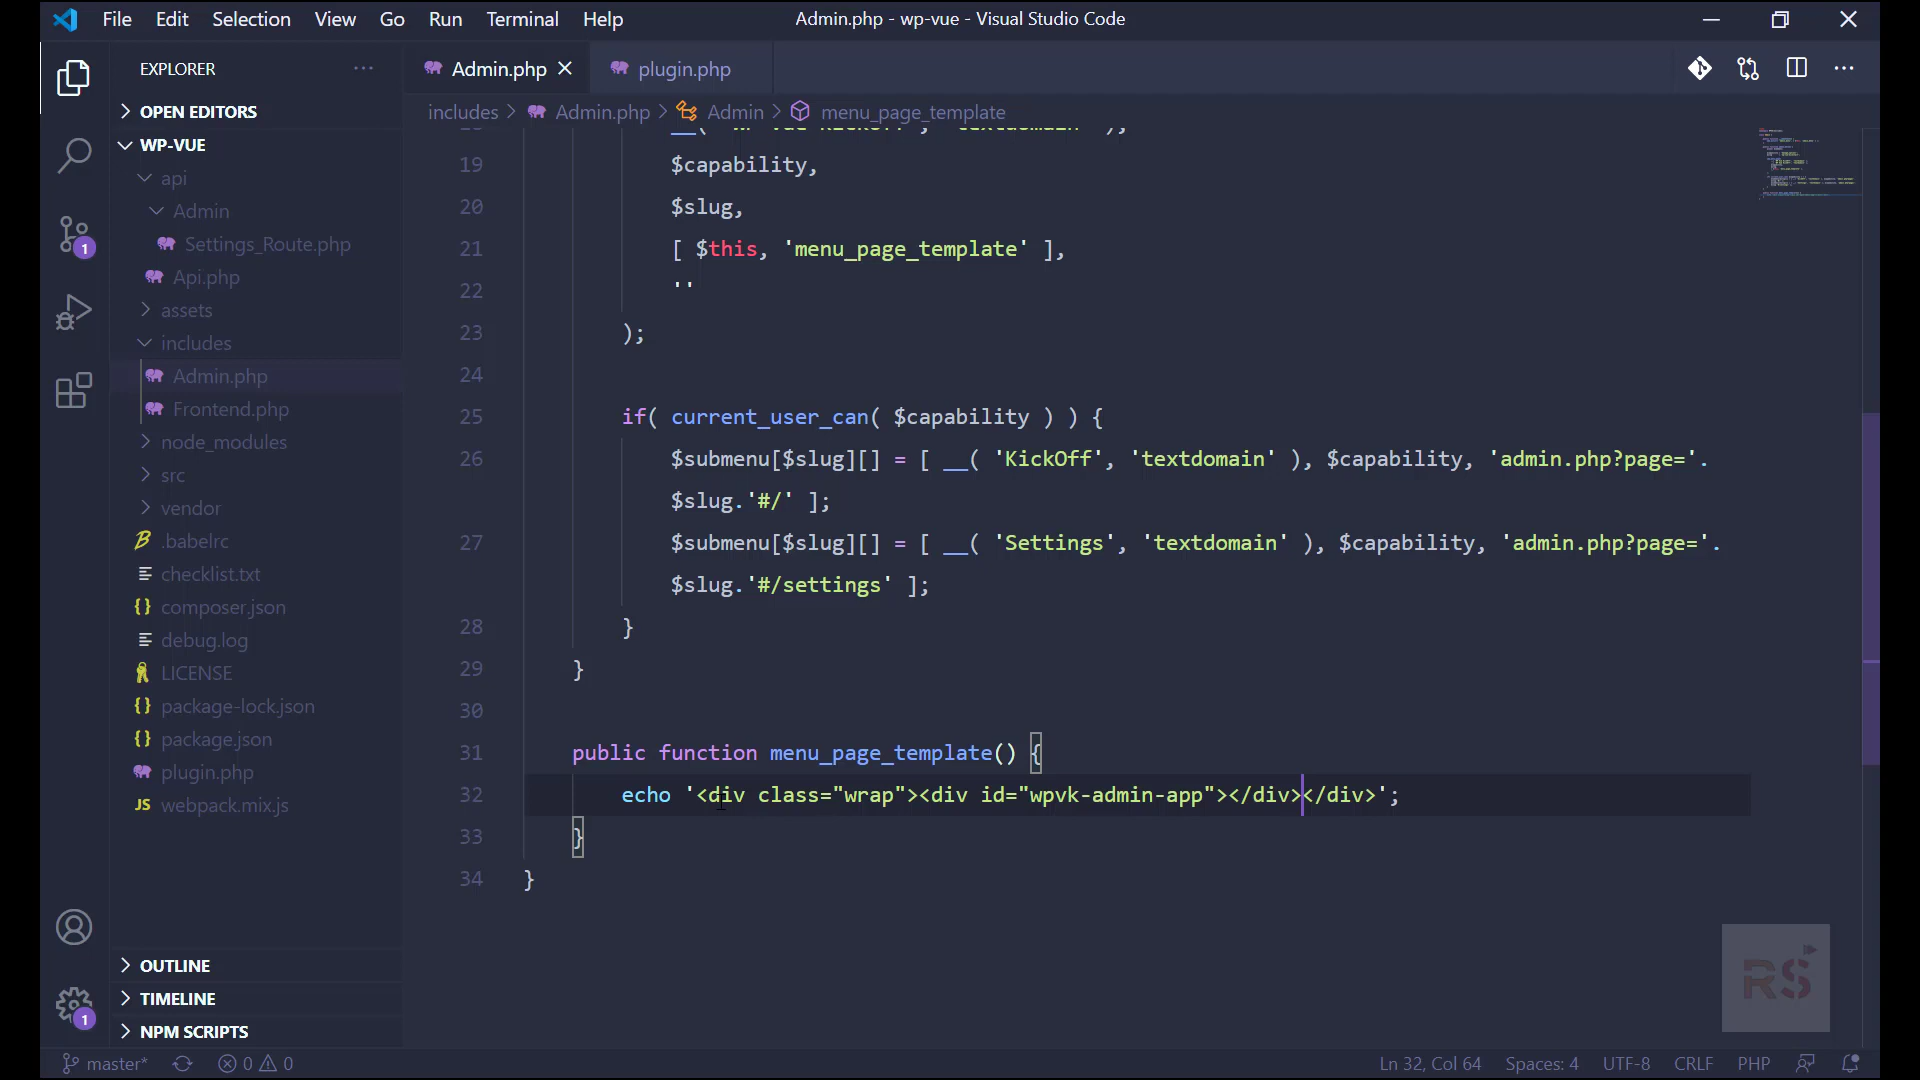 File Edit Selection View Go Run Terminal Help
Admin.php - wp-vue - Visual Studio Code
EXPLORER
Admin.php
plugin.php
OPEN EDITORS
includes > Admin.php > Admin > menu_page_template
WP-VUE
api
Admin
Settings_Route.php
Api.php
assets
includes
Admin.php
Frontend.php
node_modules
src
vendor
.babelrc
checklist.txt
composer.json
debug.log
LICENSE
package-lock.json
package.json
plugin.php
webpack.mix.js
OUTLINE
TIMELINE
NPM SCRIPTS
19 $capability,
20 $slug,
21 [ $this, 'menu_page_template' ],
22 ''
23 );
24
25 if( current_user_can( $capability ) ) {
26 $submenu[$slug][] = [ __( 'KickOff', 'textdomain' ), $capability, 'admin.php?page='.
$slug.'#/' ];
27 $submenu[$slug][] = [ __( 'Settings', 'textdomain' ), $capability, 'admin.php?page='.
$slug.'#/settings' ];
28 }
29 }
30
31 public function menu_page_template() {
32 echo '<div class="wrap"><div id="wpvk-admin-app"></div></div>';
33 }
34 }
1
1
RS
master* 0 0
Ln 32, Col 64 Spaces: 4 UTF-8 CRLF PHP